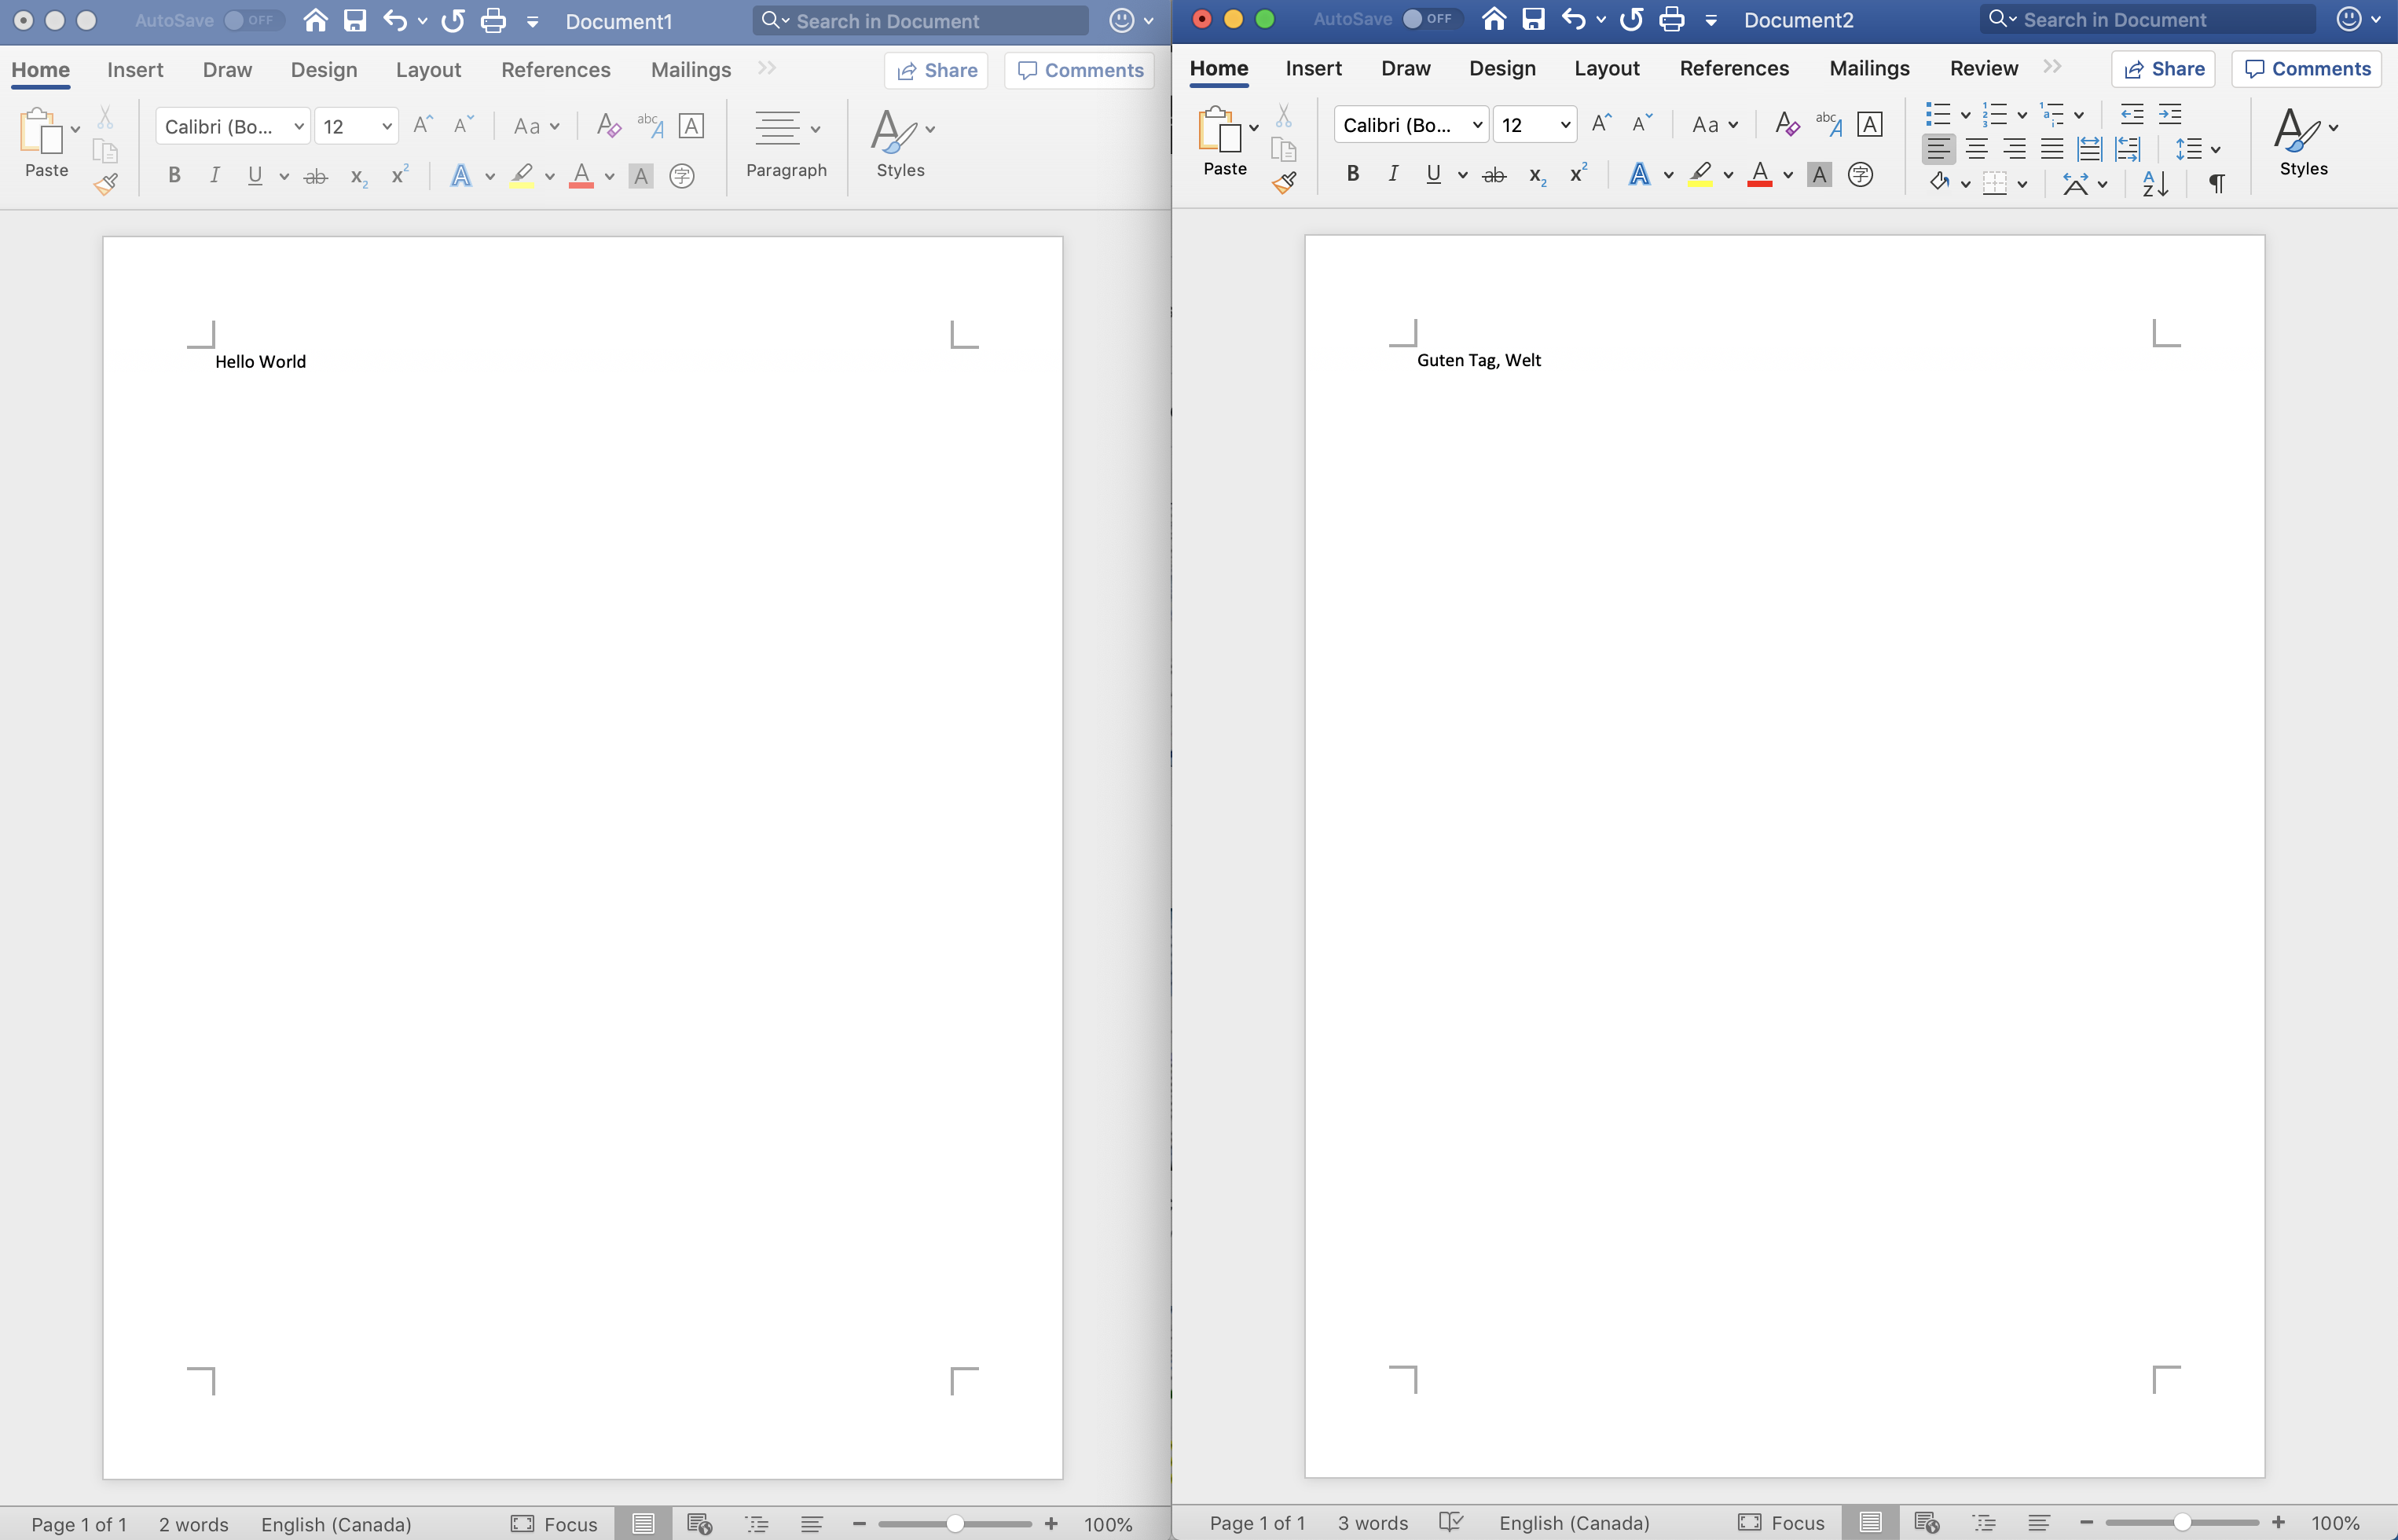 AutoSave OFF Document1 Search in Document
Home Insert Draw Design Layout References Mailings Share Comments
Paste Calibri (Bo... 12 Aa Paragraph Styles
Hello World
Page 1 of 1 2 words English (Canada) Focus 100%
AutoSave OFF Document2 Search in Document
Home Insert Draw Design Layout References Mailings Review Share Comments
Paste Calibri (Bo... 12 Aa Styles
Guten Tag, Welt
Page 1 of 1 3 words English (Canada) Focus 100%